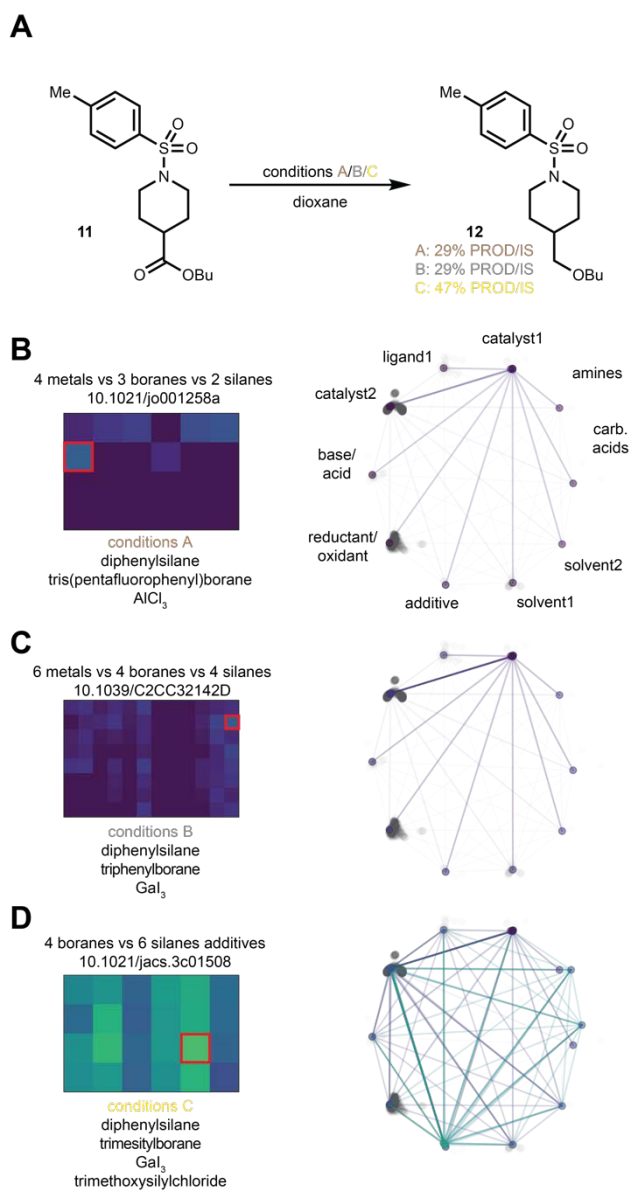 A
Me
O
S
O
N
11
O
OBu
conditions A/B/C
dioxane
Me
O
S
O
N
12
OBu
A: 29% PROD/IS
B: 29% PROD/IS
C: 47% PROD/IS
B
4 metals vs 3 boranes vs 2 silanes
10.1021/jo001258a
conditions A
diphenylsilane
tris(pentafluorophenyl)borane
AlCl3
catalyst1
ligand1
amines
catalyst2
carb.
acids
base/
acid
reductant/
oxidant
solvent2
additive
solvent1
C
6 metals vs 4 boranes vs 4 silanes
10.1039/C2CC32142D
conditions B
diphenylsilane
triphenylborane
GaI3
D
4 boranes vs 6 silanes additives
10.1021/jacs.3c01508
conditions C
diphenylsilane
trimesitylborane
GaI3
trimethoxysilylchloride